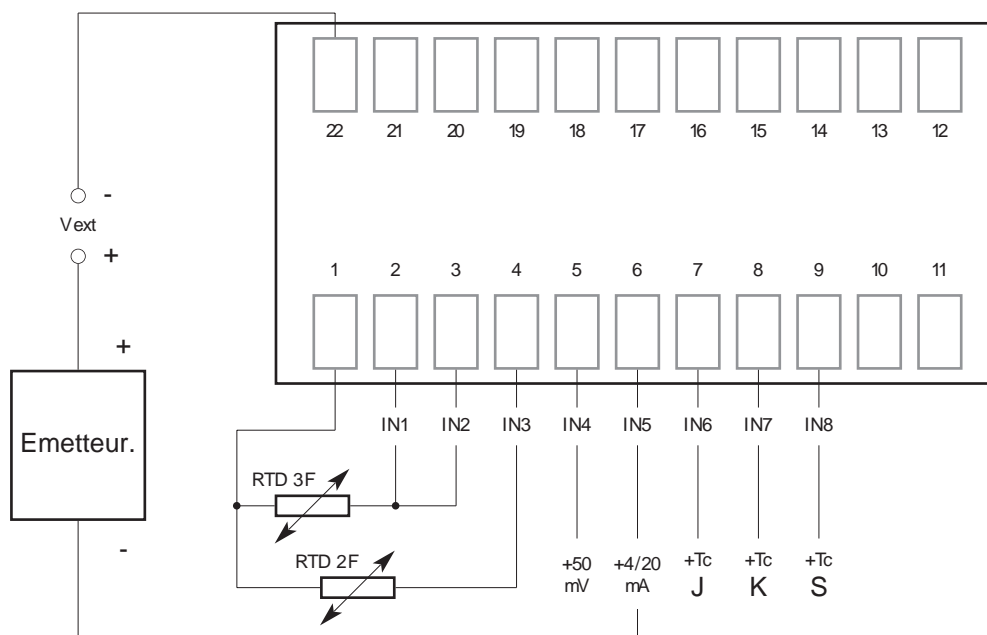 22 21 20 19 18 17 16 15 14 13 12
-
Vext
+
1 2 3 4 5 6 7 8 9 10 11
+
Emetteur.
-
IN1 IN2 IN3 IN4 IN5 IN6 IN7 IN8
RTD 3F
RTD 2F
+50 mV
+4/20 mA
+Tc J
+Tc K
+Tc S